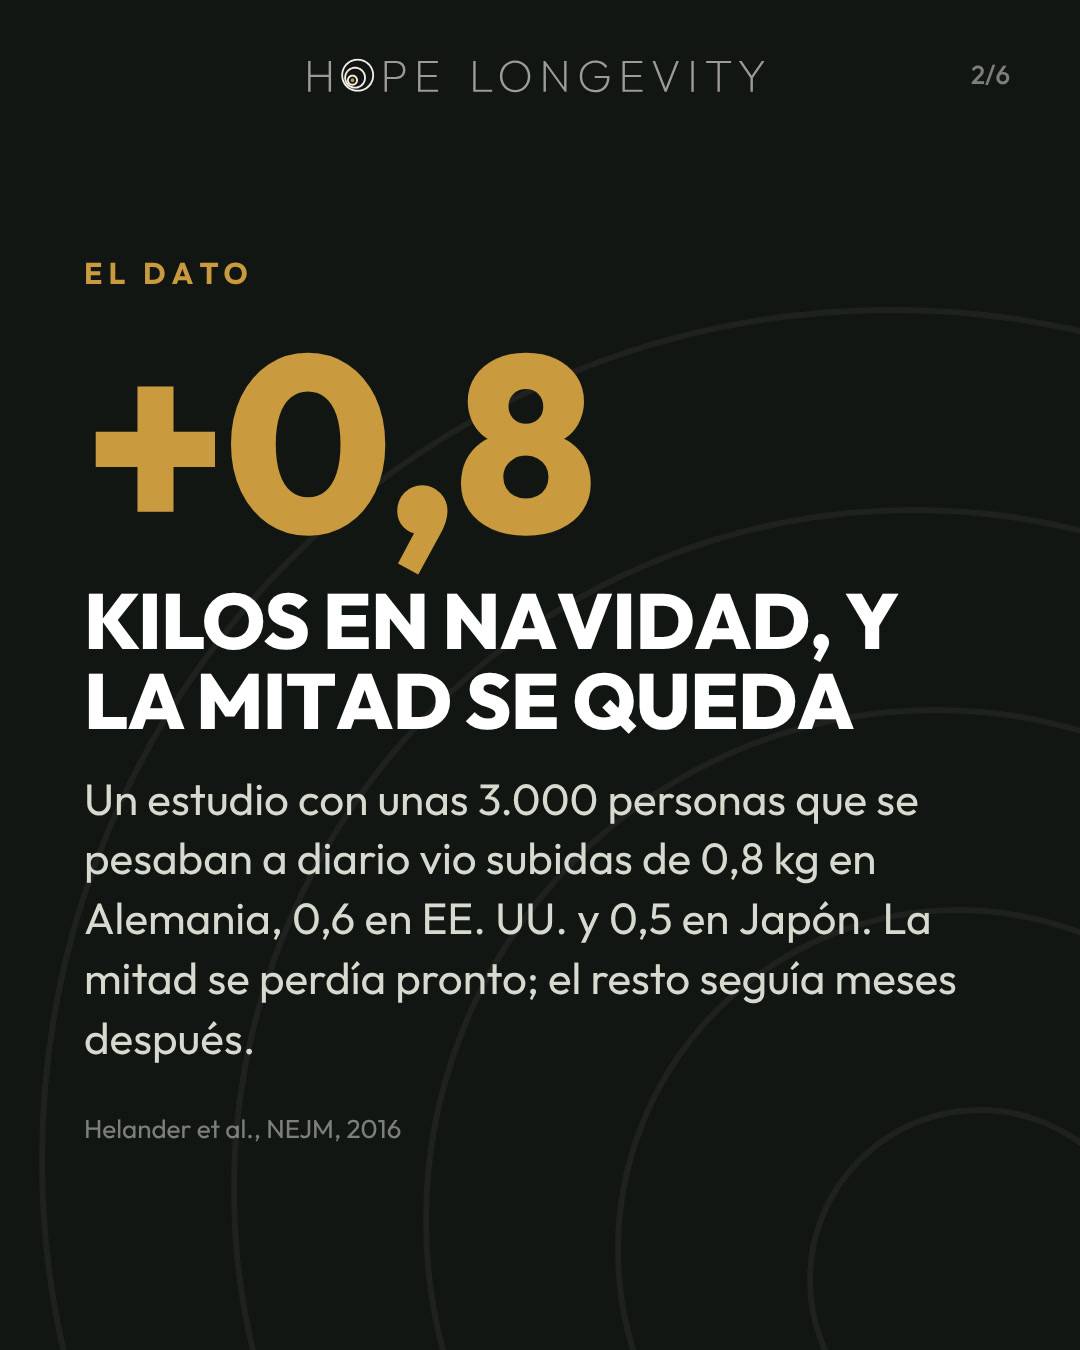 HOPE LONGEVITY
2/6
EL DATO
+0,8
KILOS EN NAVIDAD, Y
LA MITAD SE QUEDA
Un estudio con unas 3.000 personas que se
pesaban a diario vio subidas de 0,8 kg en
Alemania, 0,6 en EE. UU. y 0,5 en Japón. La
mitad se perdía pronto; el resto seguía meses
después.
Helander et al., NEJM, 2016